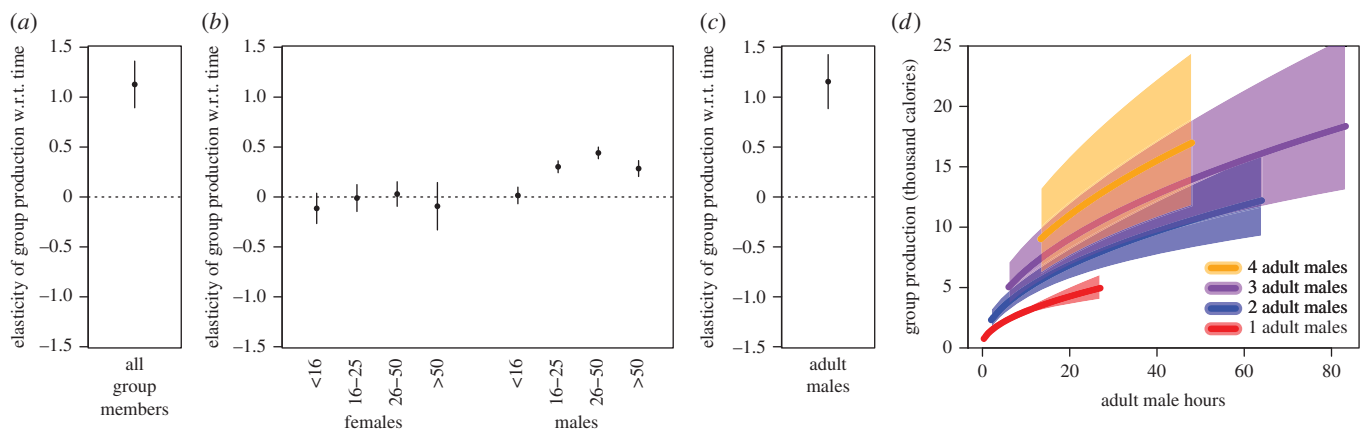 (a)
elasticity of group production w.r.t. time
1.5
1.0
0.5
0
–0.5
–1.0
–1.5
all
group
members
(b)
elasticity of group production w.r.t. time
1.5
1.0
0.5
0
–0.5
–1.0
–1.5
<16
16–25
26–50
>50
<16
16–25
26–50
>50
females
males
(c)
elasticity of group production w.r.t. time
1.5
1.0
0.5
0
–0.5
–1.0
–1.5
adult
males
(d)
group production (thousand calories)
25
20
15
10
5
0
4 adult males
3 adult males
2 adult males
1 adult males
0 20 40 60 80
adult male hours